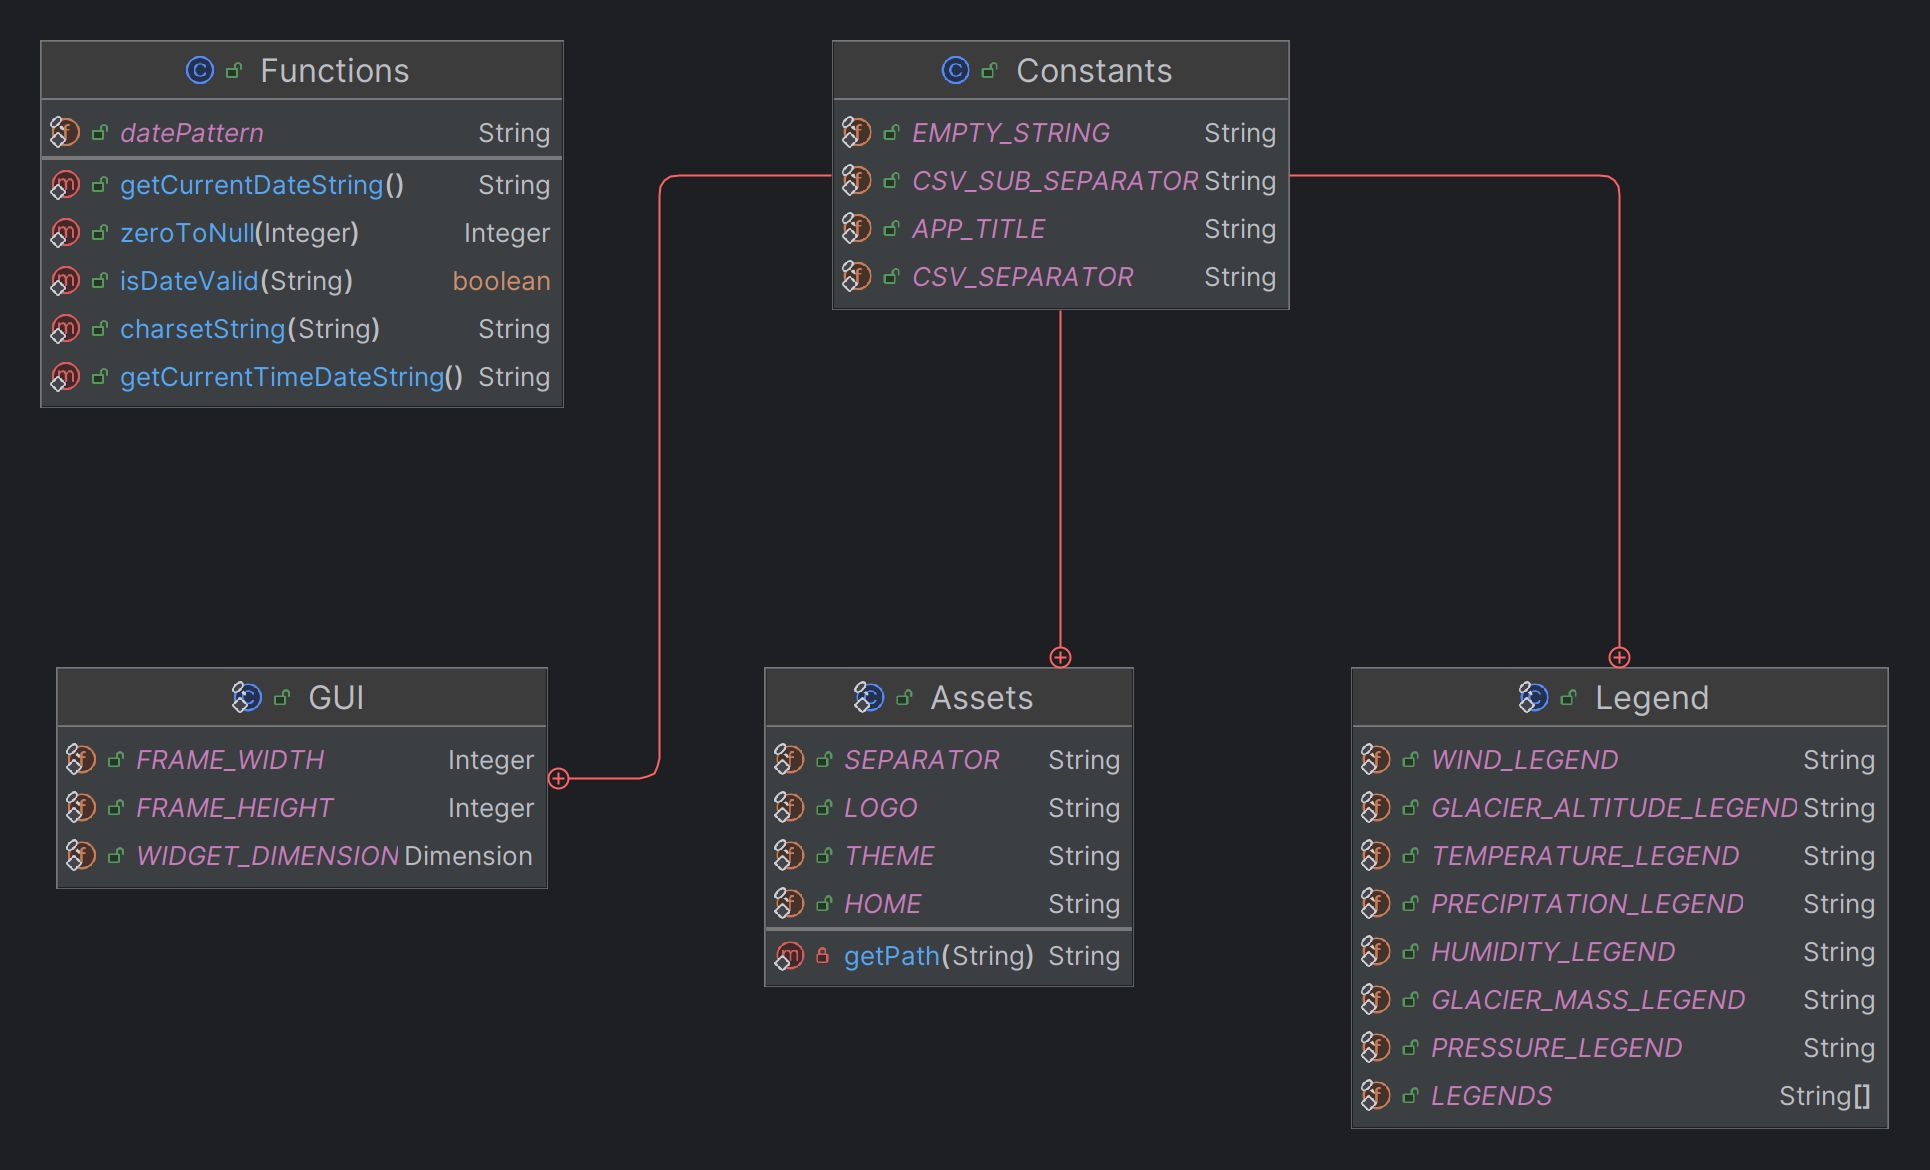 Functions
datePattern String
getCurrentDateString() String
zeroToNull(Integer) Integer
isDateValid(String) boolean
charsetString(String) String
getCurrentTimeDateString() String
Constants
EMPTY_STRING String
CSV_SUB_SEPARATOR String
APP_TITLE String
CSV_SEPARATOR String
GUI
FRAME_WIDTH Integer
FRAME_HEIGHT Integer
WIDGET_DIMENSION Dimension
Assets
SEPARATOR String
LOGO String
THEME String
HOME String
getPath(String) String
Legend
WIND_LEGEND String
GLACIER_ALTITUDE_LEGEND String
TEMPERATURE_LEGEND String
PRECIPITATION_LEGEND String
HUMIDITY_LEGEND String
GLACIER_MASS_LEGEND String
PRESSURE_LEGEND String
LEGENDS String[]